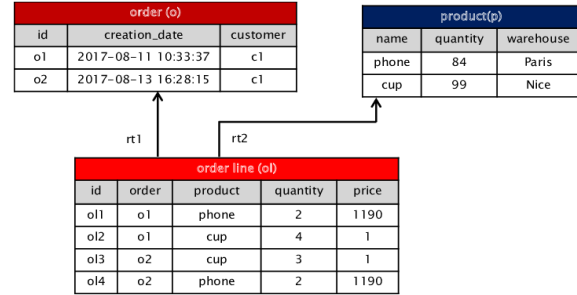 order (o)
id creation_date customer
o1 2017-08-11 10:33:37 c1
o2 2017-08-13 16:28:15 c1
product(p)
name quantity warehouse
phone 84 Paris
cup 99 Nice
rt1 rt2
order line (ol)
id order product quantity price
ol1 o1 phone 2 1190
ol2 o1 cup 4 1
ol3 o2 cup 3 1
ol4 o2 phone 2 1190